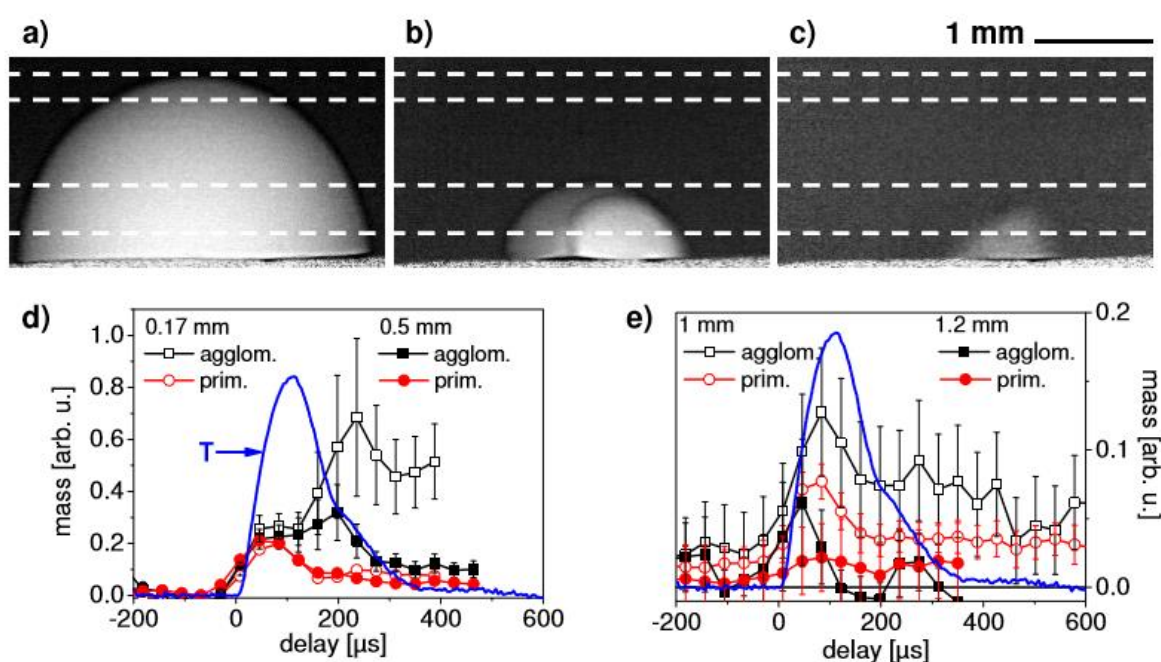 a)
b)
c)
1 mm
d)
0.17 mm 0.5 mm
agglom. agglom.
prim. prim.
T
mass [arb. u.]
1.0
0.8
0.6
0.4
0.2
0.0
-200 0 200 400 600
delay [µs]
e)
1 mm 1.2 mm
agglom. agglom.
prim. prim.
0.2
0.1
0.0
mass [arb. u.]
-200 0 200 400 600
delay [µs]